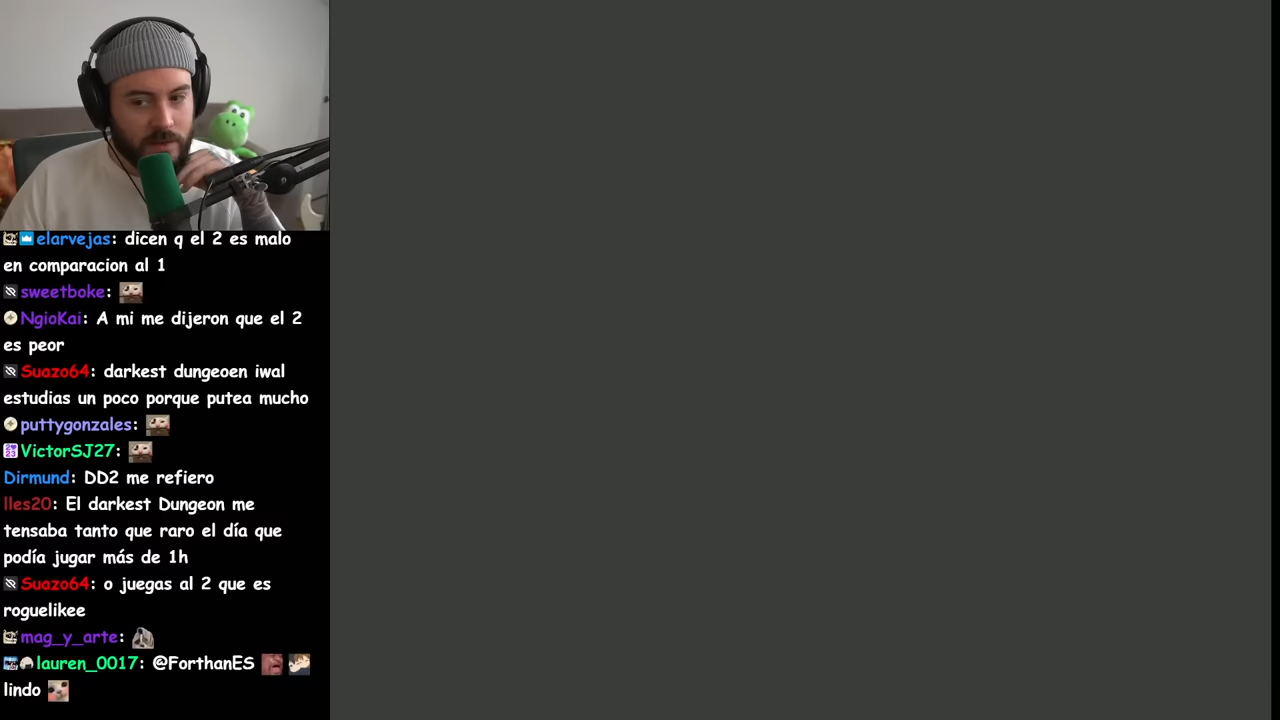 elarvejas: dicen q el 2 es malo
en comparacion al 1
sweetboke:
NgioKai: A mi me dijeron que el 2
es peor
Suazo64: darkest dungeoen iwal
estudias un poco porque putea mucho
puttygonzales:
VictorSJ27:
Dirmund: DD2 me refiero
lles20: El darkest Dungeon me
tensaba tanto que raro el día que
podía jugar más de 1h
Suazo64: o juegas al 2 que es
roguelikee
mag_y_arte:
lauren_0017: @ForthanES
lindo